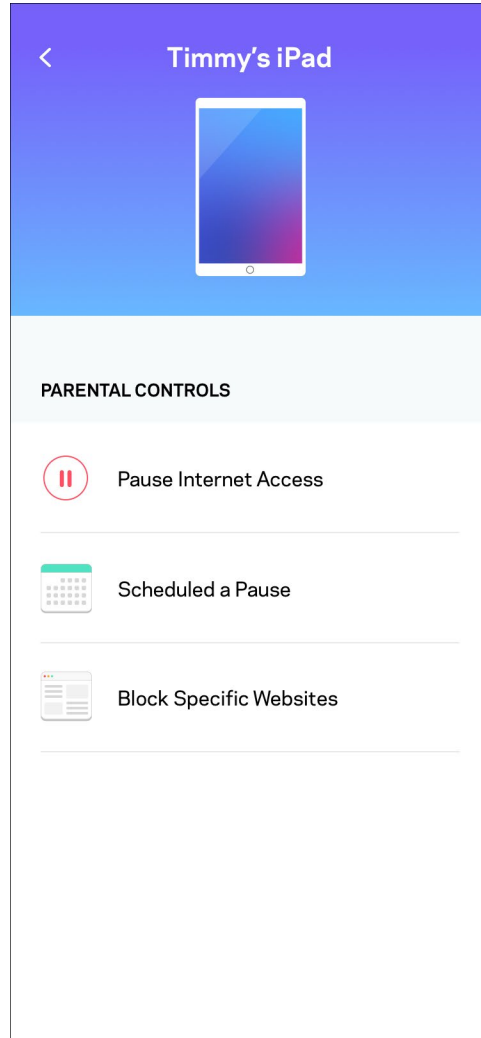 Timmy’s iPad
PARENTAL CONTROLS
Pause Internet Access
Scheduled a Pause
Block Specific Websites